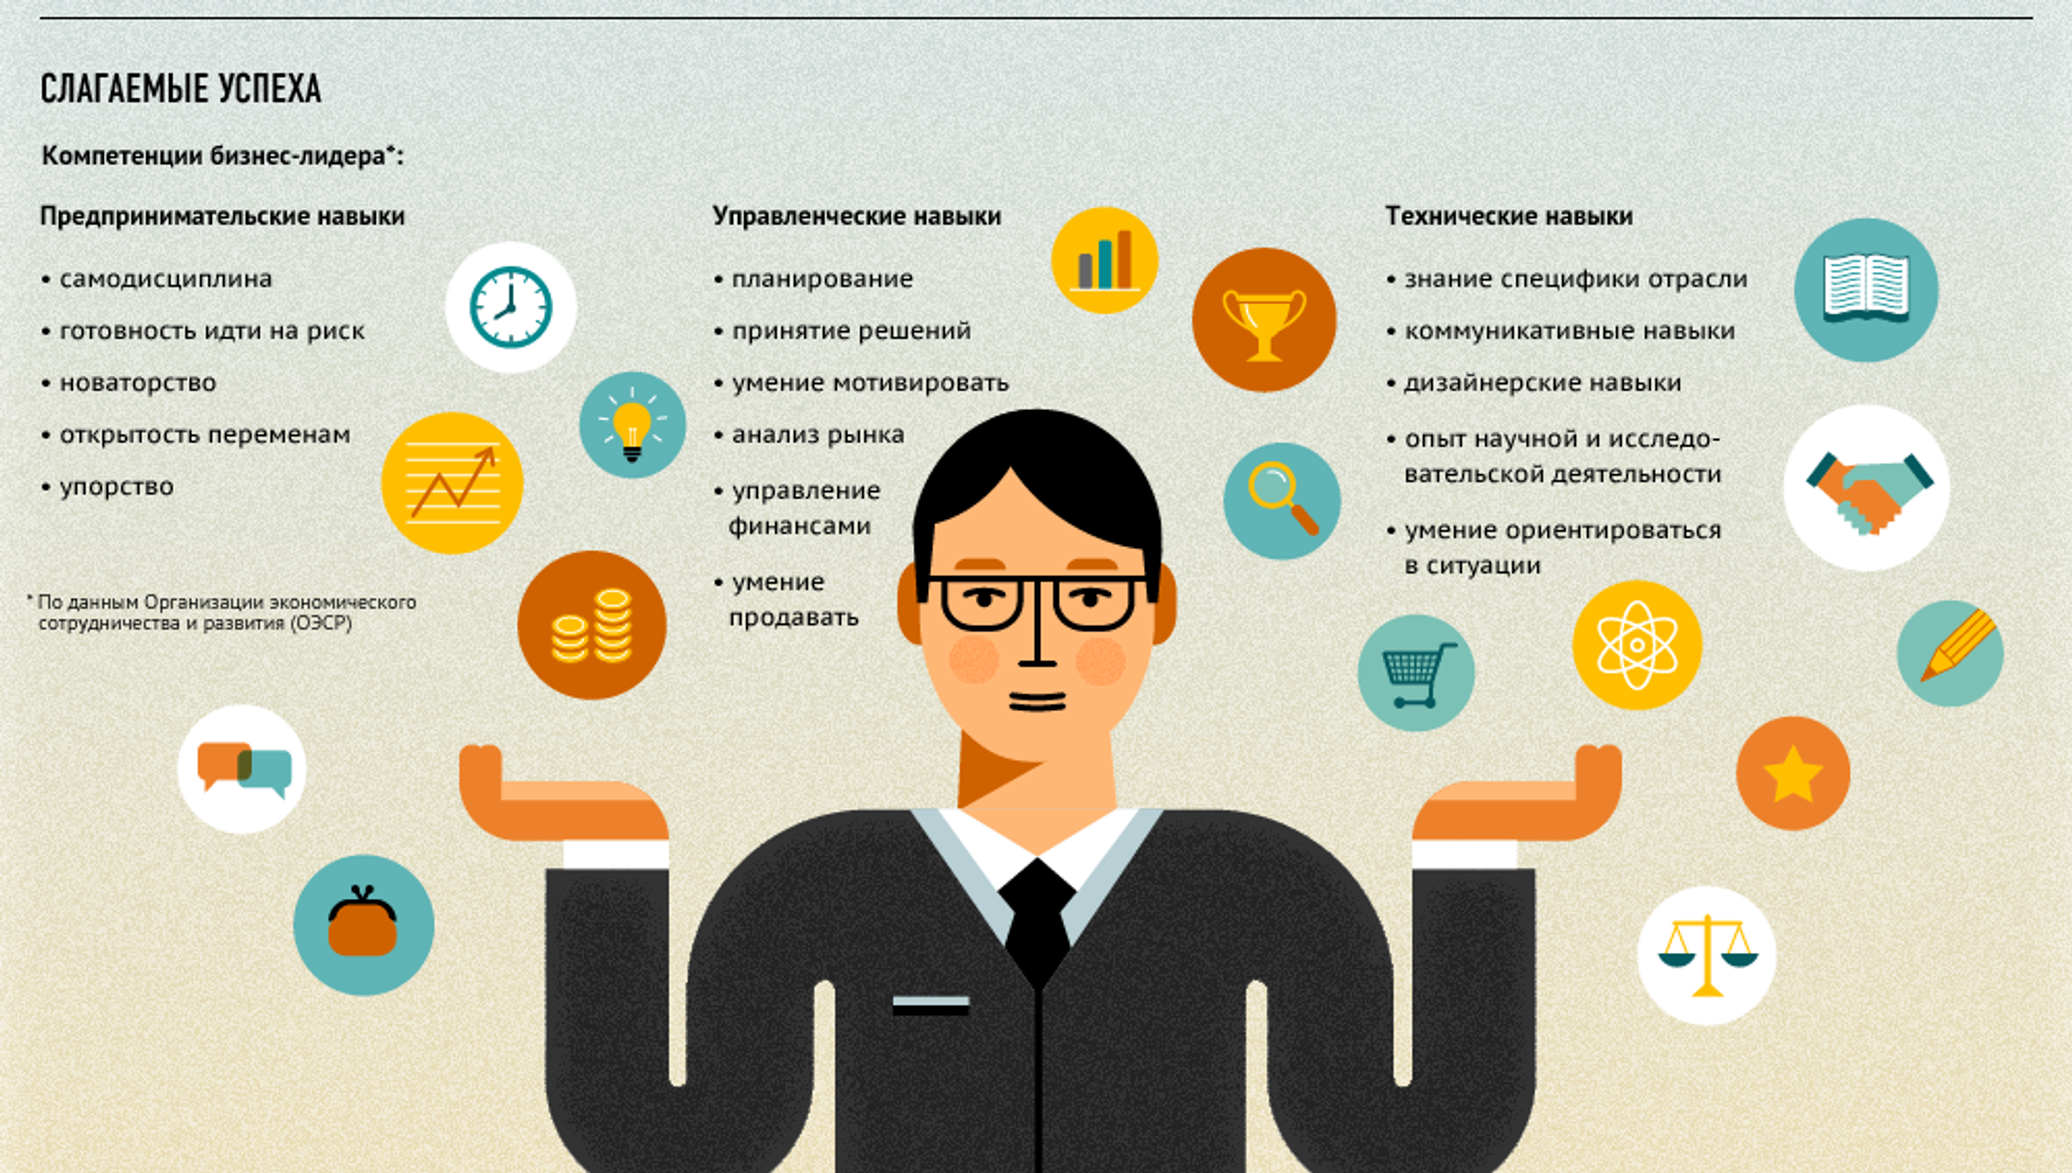 СЛАГАЕМЫЕ УСПЕХА
Компетенции бизнес-лидера*:
Предпринимательские навыки
• самодисциплина
• готовность идти на риск
• новаторство
• открытость переменам
• упорство
* По данным Организации экономического
сотрудничества и развития (ОЭСР)
Управленческие навыки
• планирование
• принятие решений
• умение мотивировать
• анализ рынка
• управление
финансами
• умение
продавать
Технические навыки
• знание специфики отрасли
• коммуникативные навыки
• дизайнерские навыки
• опыт научной и исследо-
вательской деятельности
• умение ориентироваться
в ситуации